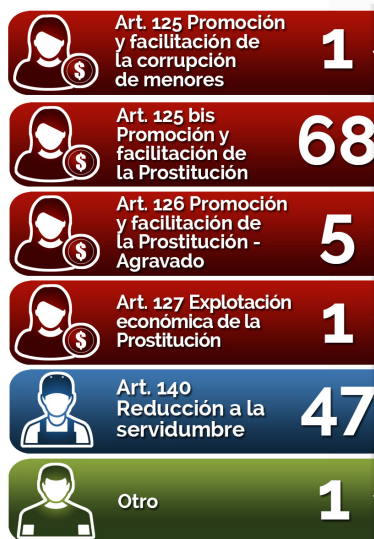 Art. 125 Promoción
y facilitación de
la corrupción
de menores
1
Art. 125 bis
Promoción y
facilitación de
la Prostitución
68
Art. 126 Promoción
y facilitación de
la Prostitución -
Agravado
5
Art. 127 Explotación
económica de la
Prostitución
1
Art. 140
Reducción a la
servidumbre
47
Otro
1
$
$
$
$